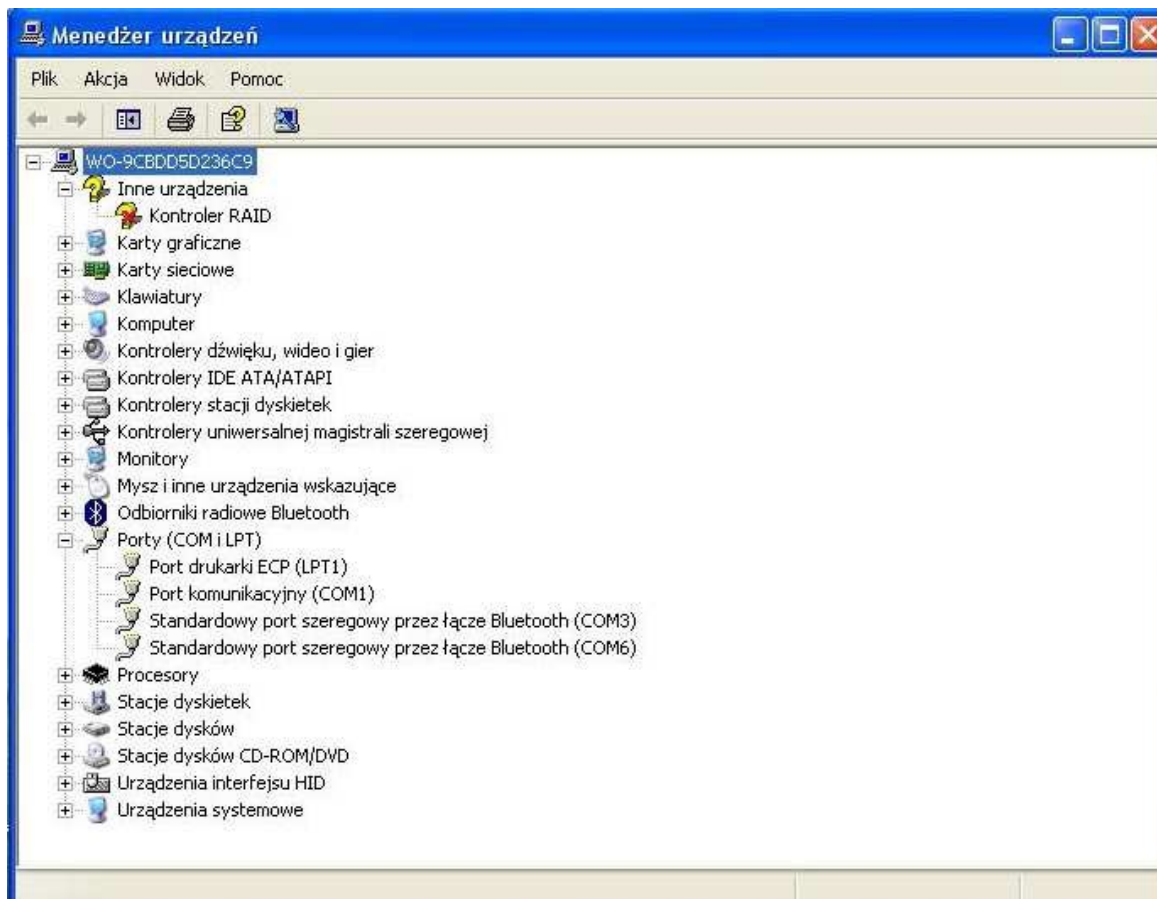 Menedżer urządzeń
Plik Akcja Widok Pomoc
WO-9CBDD5D236C9
Inne urządzenia
Kontroler RAID
Karty graficzne
Karty sieciowe
Klawiatury
Komputer
Kontrolery dźwięku, wideo i gier
Kontrolery IDE ATA/ATAPI
Kontrolery stacji dyskietek
Kontrolery uniwersalnej magistrali szeregowej
Monitory
Mysz i inne urządzenia wskazujące
Odbiorniki radiowe Bluetooth
Porty (COM i LPT)
Port drukarki ECP (LPT1)
Port komunikacyjny (COM1)
Standardowy port szeregowy przez łącze Bluetooth (COM3)
Standardowy port szeregowy przez łącze Bluetooth (COM6)
Procesory
Stacje dyskietek
Stacje dysków
Stacje dysków CD-ROM/DVD
Urządzenia interfejsu HID
Urządzenia systemowe